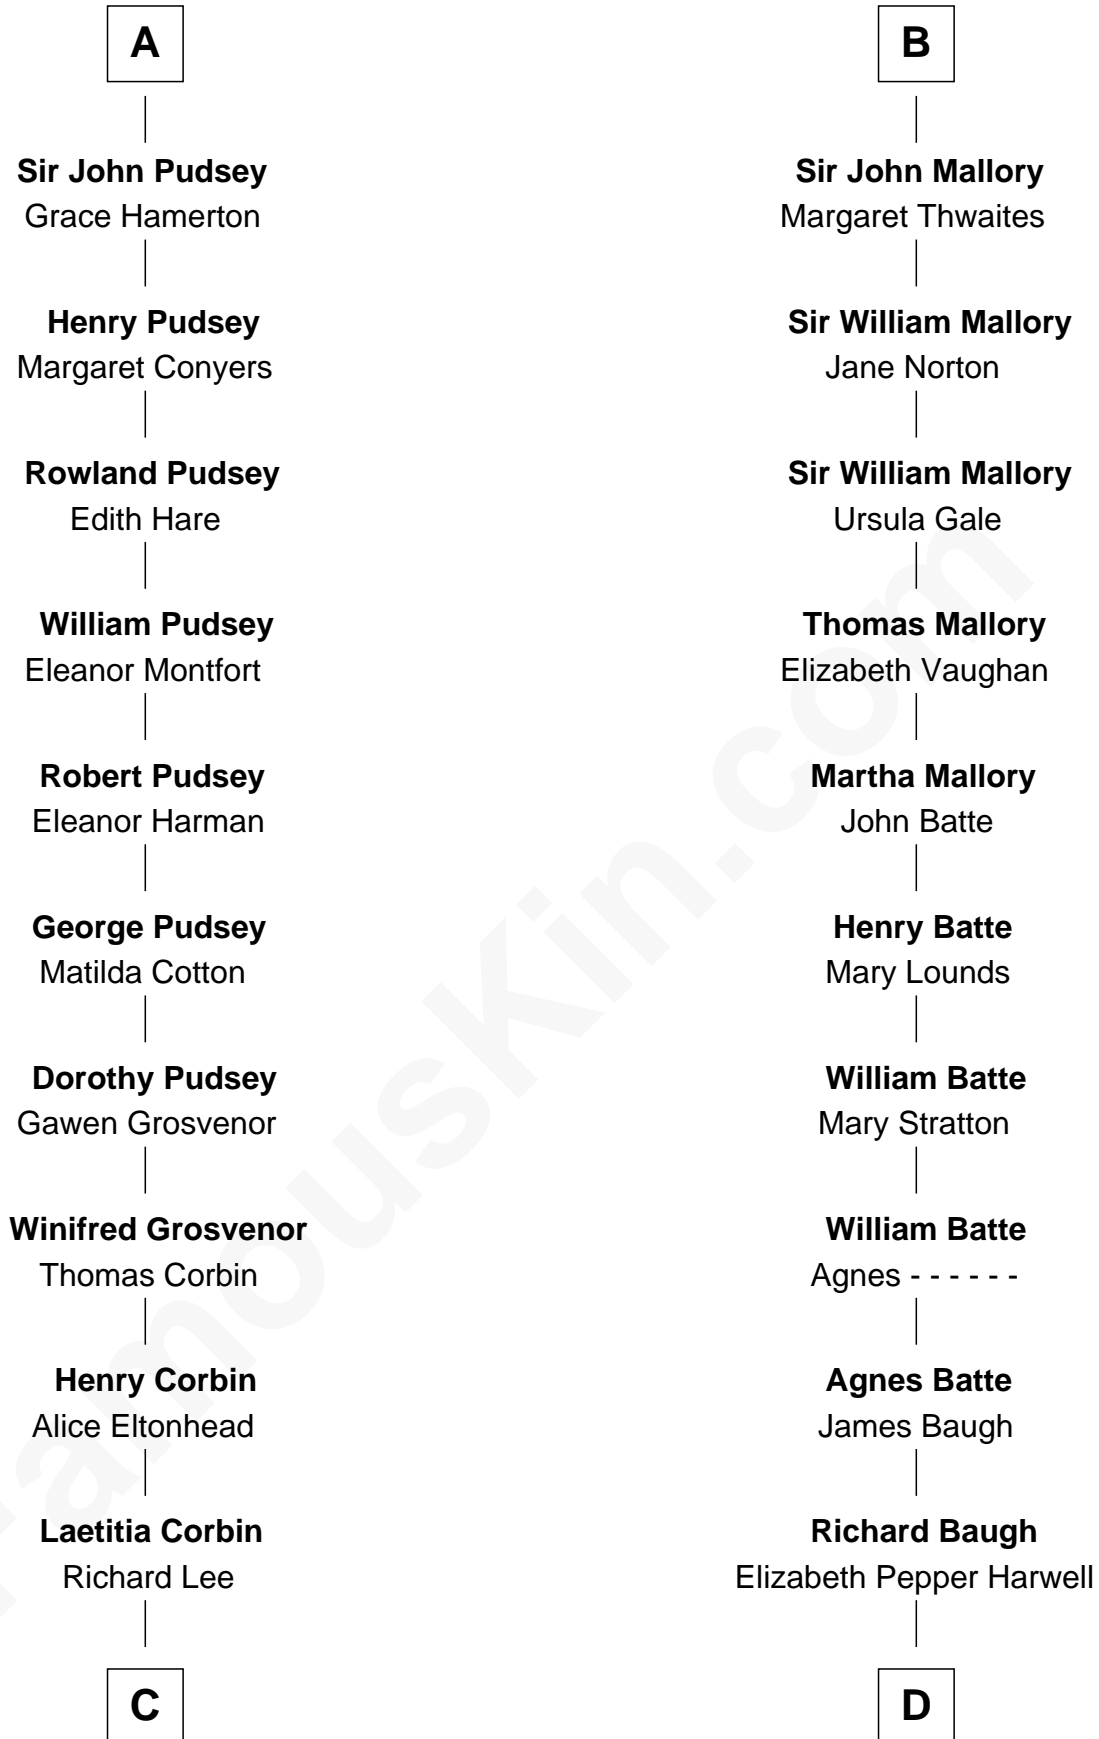 A
Sir John Pudsey
Grace Hamerton
Henry Pudsey
Margaret Conyers
Rowland Pudsey
Edith Hare
William Pudsey
Eleanor Montfort
Robert Pudsey
Eleanor Harman
George Pudsey
Matilda Cotton
Dorothy Pudsey
Gawen Grosvenor
Winifred Grosvenor
Thomas Corbin
Henry Corbin
Alice Eltonhead
Laetitia Corbin
Richard Lee
C
B
Sir John Mallory
Margaret Thwaites
Sir William Mallory
Jane Norton
Sir William Mallory
Ursula Gale
Thomas Mallory
Elizabeth Vaughan
Martha Mallory
John Batte
Henry Batte
Mary Lounds
William Batte
Mary Stratton
William Batte
Agnes - - - - - -
Agnes Batte
James Baugh
Richard Baugh
Elizabeth Pepper Harwell
D
FamousKin.com